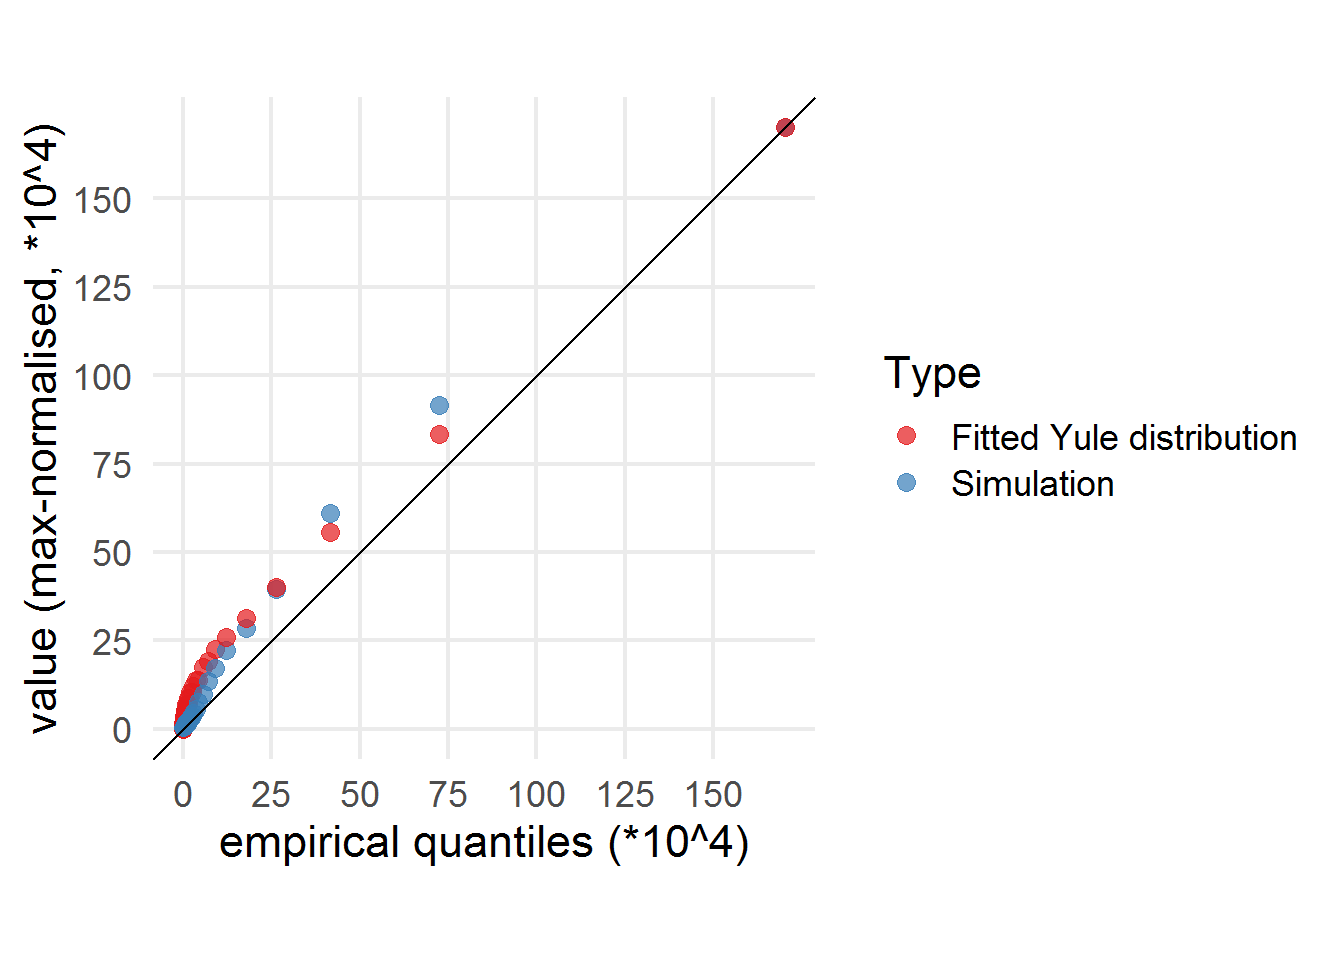 value (max-normalised, *10^4)
150
125
100
75
50
25
0
0 25 50 75 100 125 150
empirical quantiles (*10^4)
Type
Fitted Yule distribution
Simulation